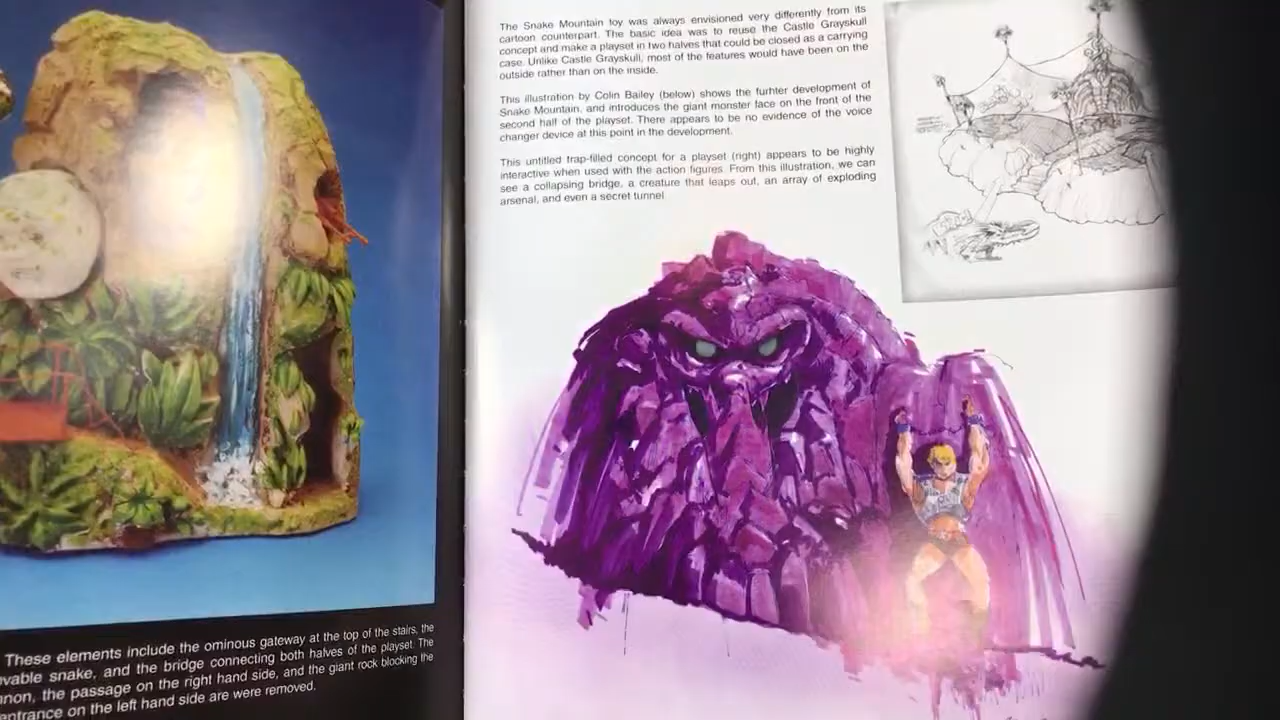 The Snake Mountain toy was always envisioned very differently from its
cartoon counterpart. The basic idea was to reuse the Castle Grayskull
concept and make a playset in two halves that could be closed as a carrying
case. Unlike Castle Grayskull, most of the features would have been on the
outside rather than on the inside.
This illustration by Colin Bailey (below) shows the furhter development of
Snake Mountain, and introduces the giant monster face on the front of the
second half of the playset. There appears to be no evidence of the voice
changer device at this point in the development.
This untitled trap-filled concept for a playset (right) appears to be highly
interactive when used with the action figures. From this illustration, we can
see a collapsing bridge, a creature that leaps out, an array of exploding
arsenal, and even a secret tunnel
These elements include the ominous gateway at the top of the stairs, the
vable snake, and the bridge connecting both halves of the playset. The
nnon, the passage on the right hand side, and the giant rock blocking the
entrance on the left hand side are were removed.